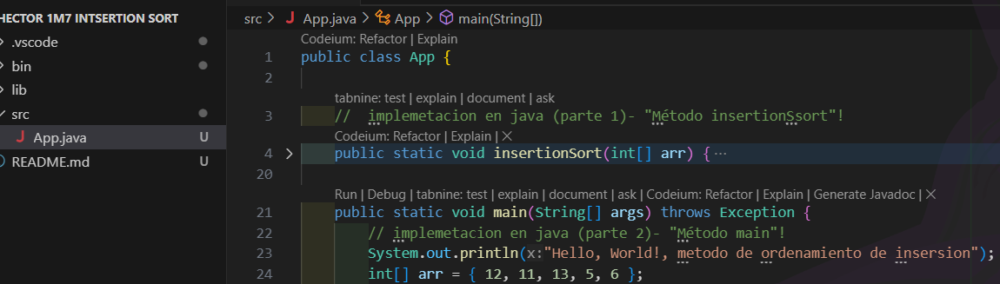 HECTOR 1M7 INTSERTION SORT
.vscode
bin
lib
src
App.java U
README.md U
src > App.java > App > main(String[])
Codeium: Refactor | Explain
1 public class App {
2
tabnine: test | explain | document | ask
3 // implemetacion en java (parte 1)- "Método insertionSsort"!
Codeium: Refactor | Explain | X
4 > public static void insertionSort(int[] arr) { ...
20
Run | Debug | tabnine: test | explain | document | ask | Codeium: Refactor | Explain | Generate Javadoc | X
21 public static void main(String[] args) throws Exception {
22 // implemetacion en java (parte 2)- "Método main"!
23 System.out.println(x:"Hello, World!, metodo de ordenamiento de insersion");
24 int[] arr = { 12, 11, 13, 5, 6 };